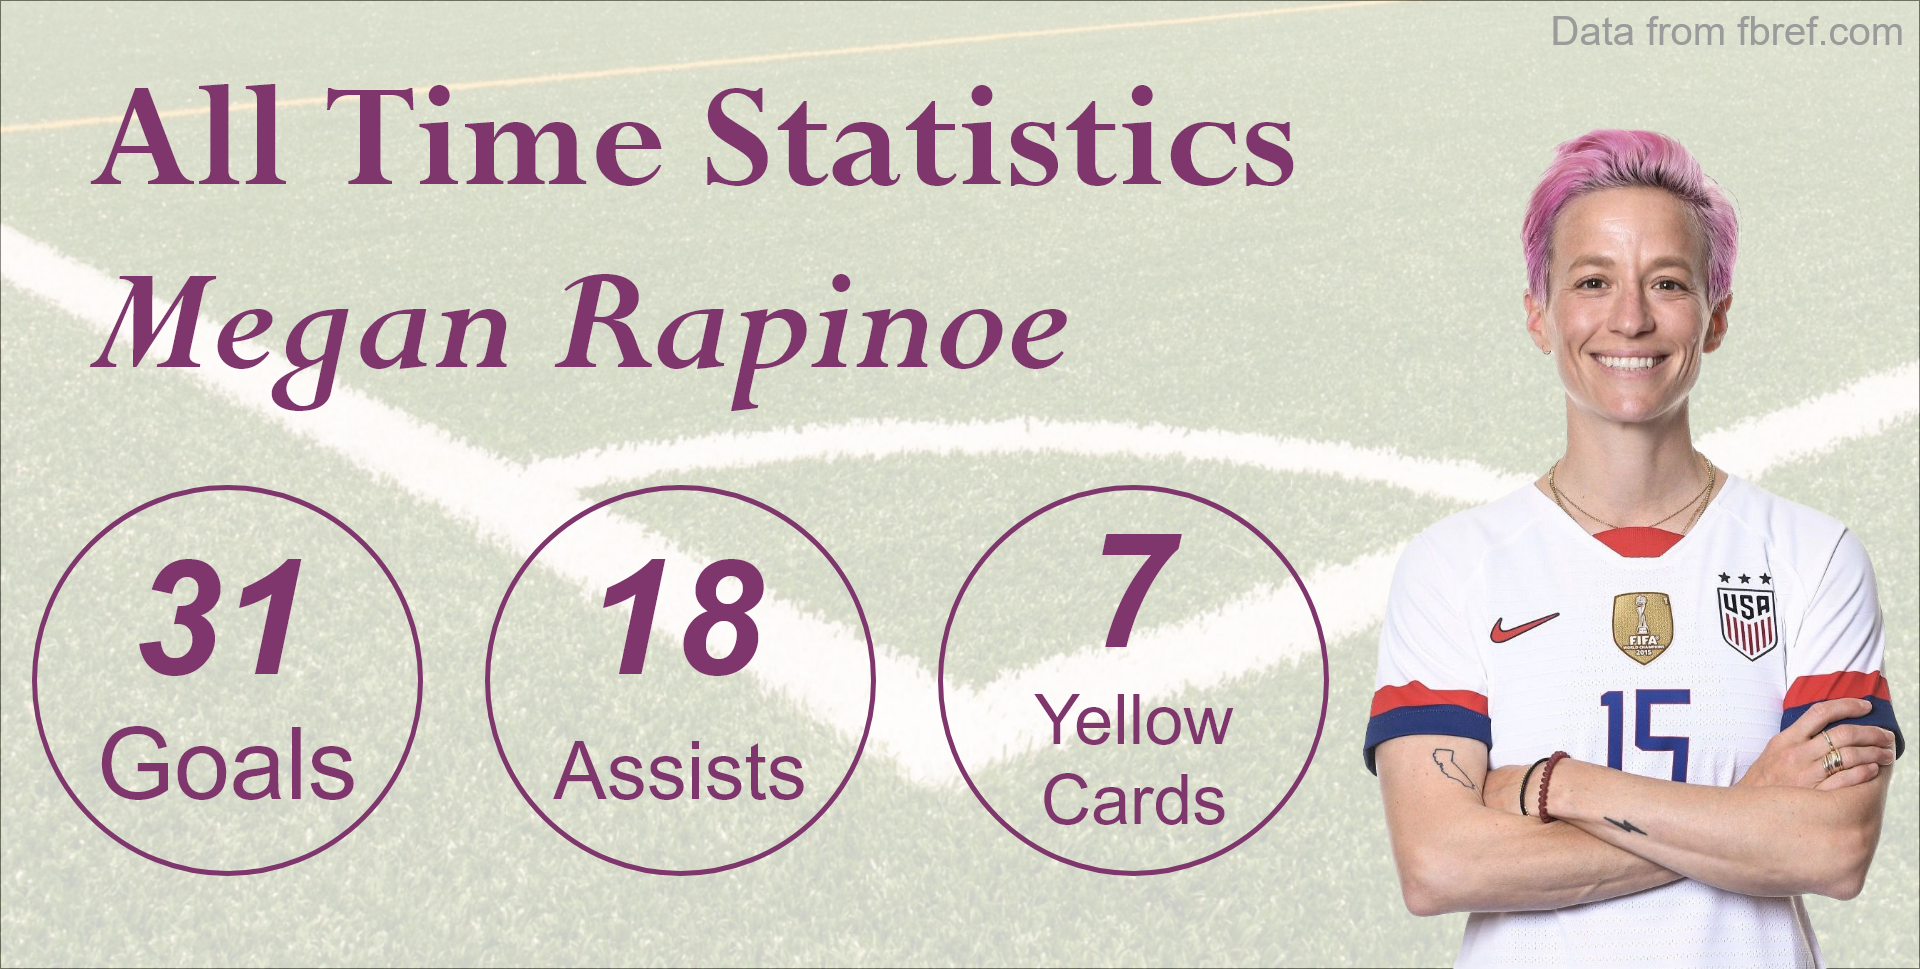 Data from fbref.com
All Time Statistics
Megan Rapinoe
31
Goals
18
Assists
7
Yellow
Cards
USA
FIFA
WORLD CHAMPIONS
2015
15